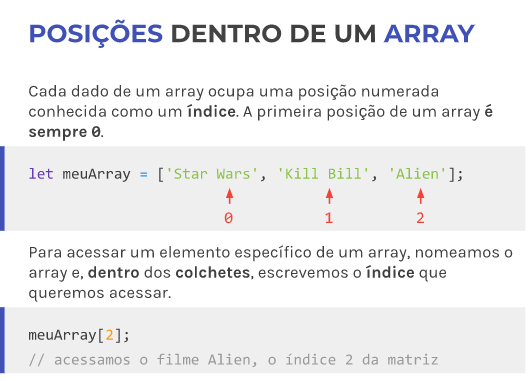 POSIÇÕES DENTRO DE UM ARRAY
Cada dado de um array ocupa uma posição numerada
conhecida como um índice. A primeira posição de um array é
sempre 0.
let meuArray = ['Star Wars', 'Kill Bill', 'Alien'];
0 1 2
Para acessar um elemento específico de um array, nomeamos o
array e, dentro dos colchetes, escrevemos o índice que
queremos acessar.
meuArray[2];
// acessamos o filme Alien, o índice 2 da matriz